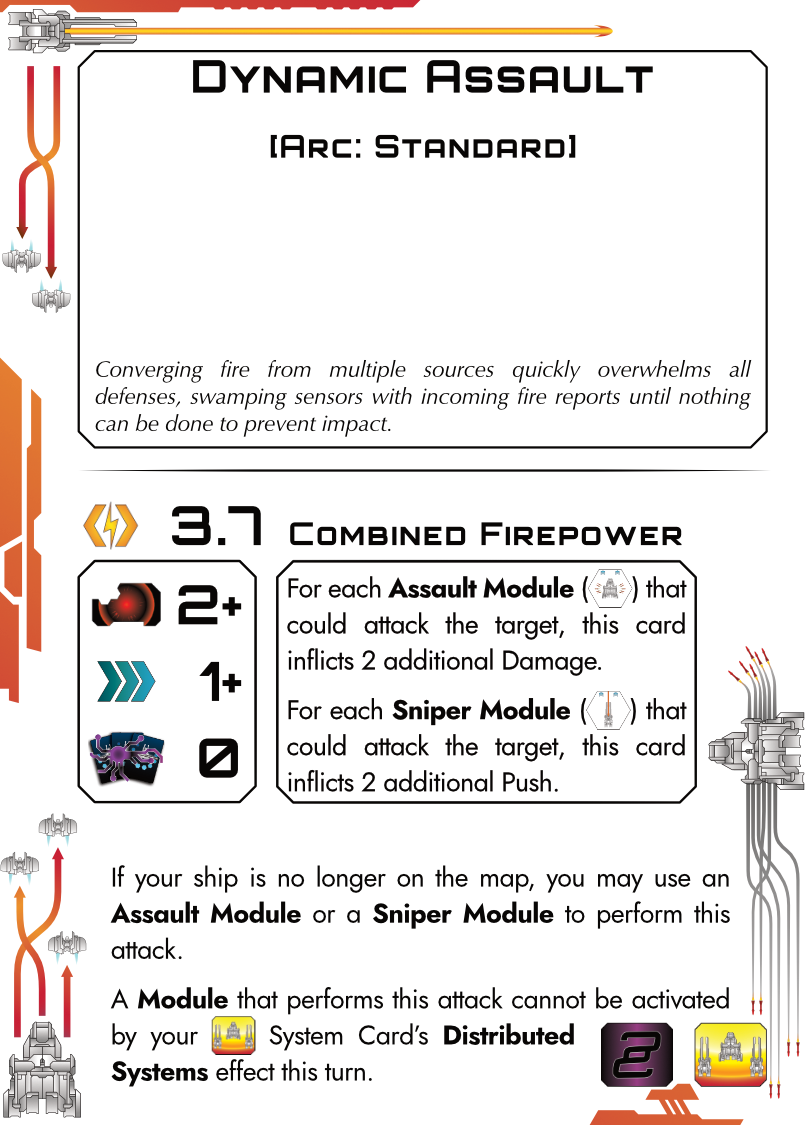 Dynamic Assault
[Arc: Standard]
Converging fire from multiple sources quickly overwhelms all
defenses, swamping sensors with incoming fire reports until nothing
can be done to prevent impact.
3.7 Combined Firepower
2+
1+
0
For each Assault Module ( ) that
could attack the target, this card
inflicts 2 additional Damage.
For each Sniper Module ( ) that
could attack the target, this card
inflicts 2 additional Push.
If your ship is no longer on the map, you may use an
Assault Module or a Sniper Module to perform this
attack.
A Module that performs this attack cannot be activated
by your System Card's Distributed
Systems effect this turn.
2